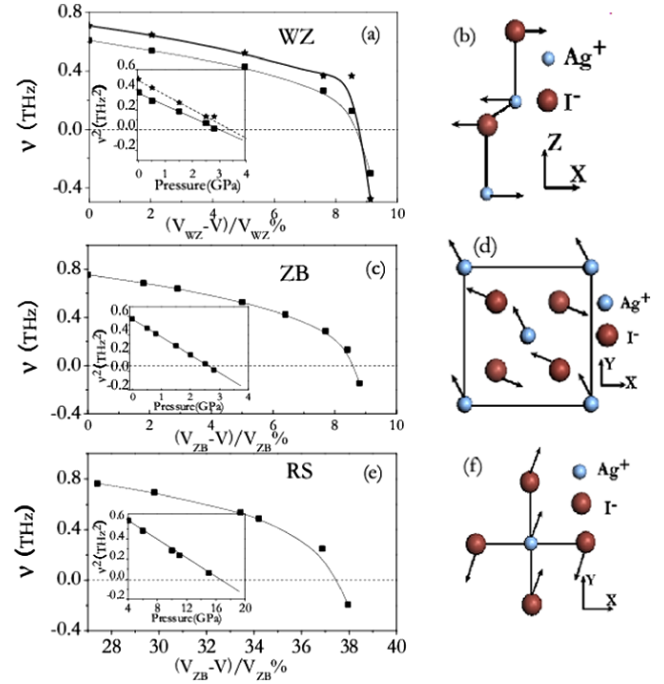 WZ
(a)
0.8
0.4
0.0
-0.4
ν (THz)
0.6
0.4
0.2
0.0
-0.2
ν²(THz²)
0 1 2 3 4
Pressure(GPa)
0 2 4 6 8 10
(V_WZ-V)/V_WZ%
(b)
Ag+
I-
Z
X
ZB
(c)
0.8
0.4
0.0
-0.4
ν (THz)
0.6
0.4
0.2
0.0
-0.2
ν²(THz²)
0 1 2 3 4
Pressure(GPa)
0 2 4 6 8 10
(V_ZB-V)/V_ZB%
(d)
Ag+
I-
Y
X
RS
(e)
0.8
0.4
0.0
-0.4
ν (THz)
0.6
0.4
0.2
0.0
-0.2
ν²(THz²)
4 8 12 16 20
Pressure(GPa)
28 30 32 34 36 38 40
(V_ZB-V)/V_ZB%
(f)
Ag+
I-
Y
X